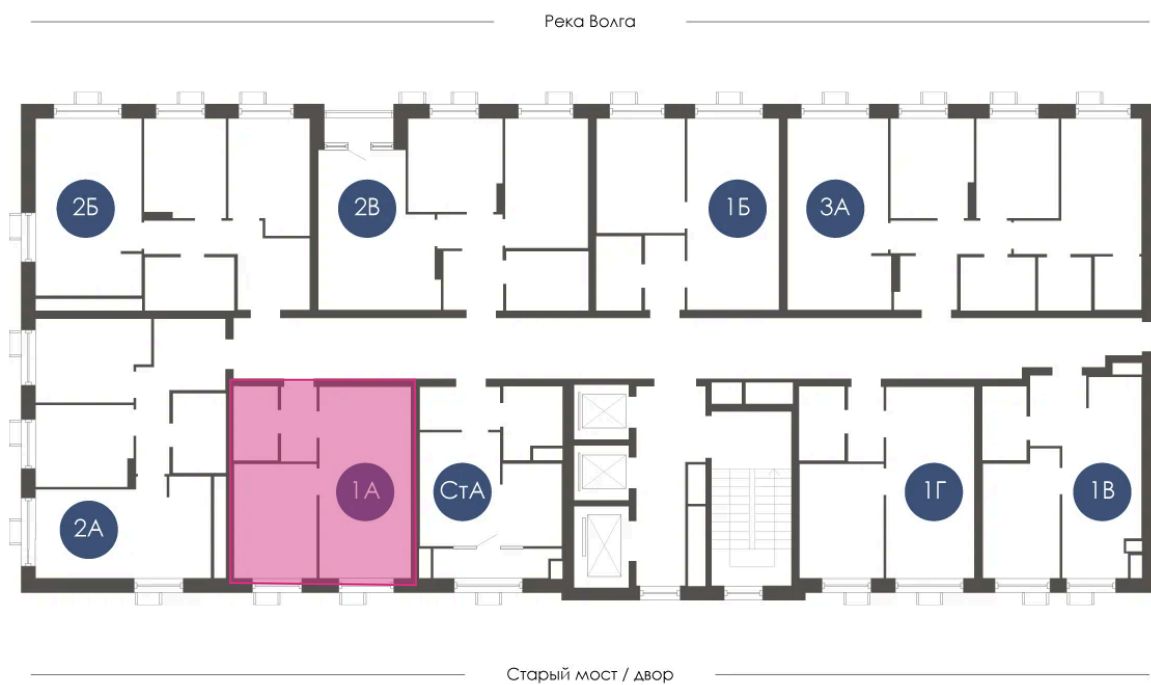 Река Волга
2Б
2В
1Б
3А
1А
СтА
1Г
1В
2А
Старый мост / двор